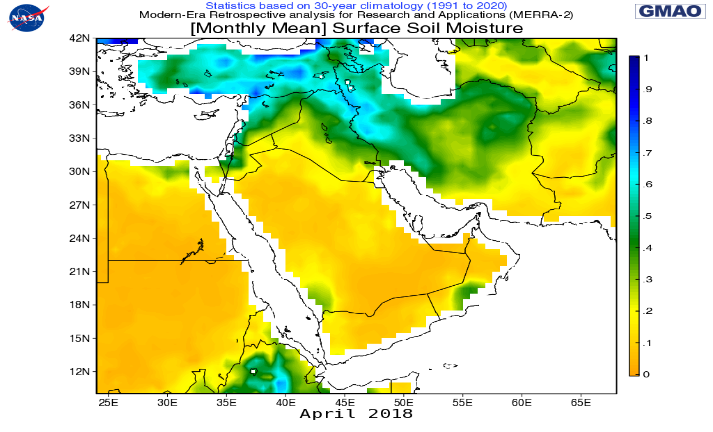 Statistics based on 30-year climatology (1991 to 2020)
Modern-Era Retrospective analysis for Research and Applications (MERRA-2)
[Monthly Mean] Surface Soil Moisture
NASA
GMAO
42N
39N
36N
33N
30N
27N
24N
21N
18N
15N
12N
25E 30E 35E 40E 45E 50E 55E 60E 65E
April 2018
1
.9
.8
.7
.6
.5
.4
.3
.2
.1
0